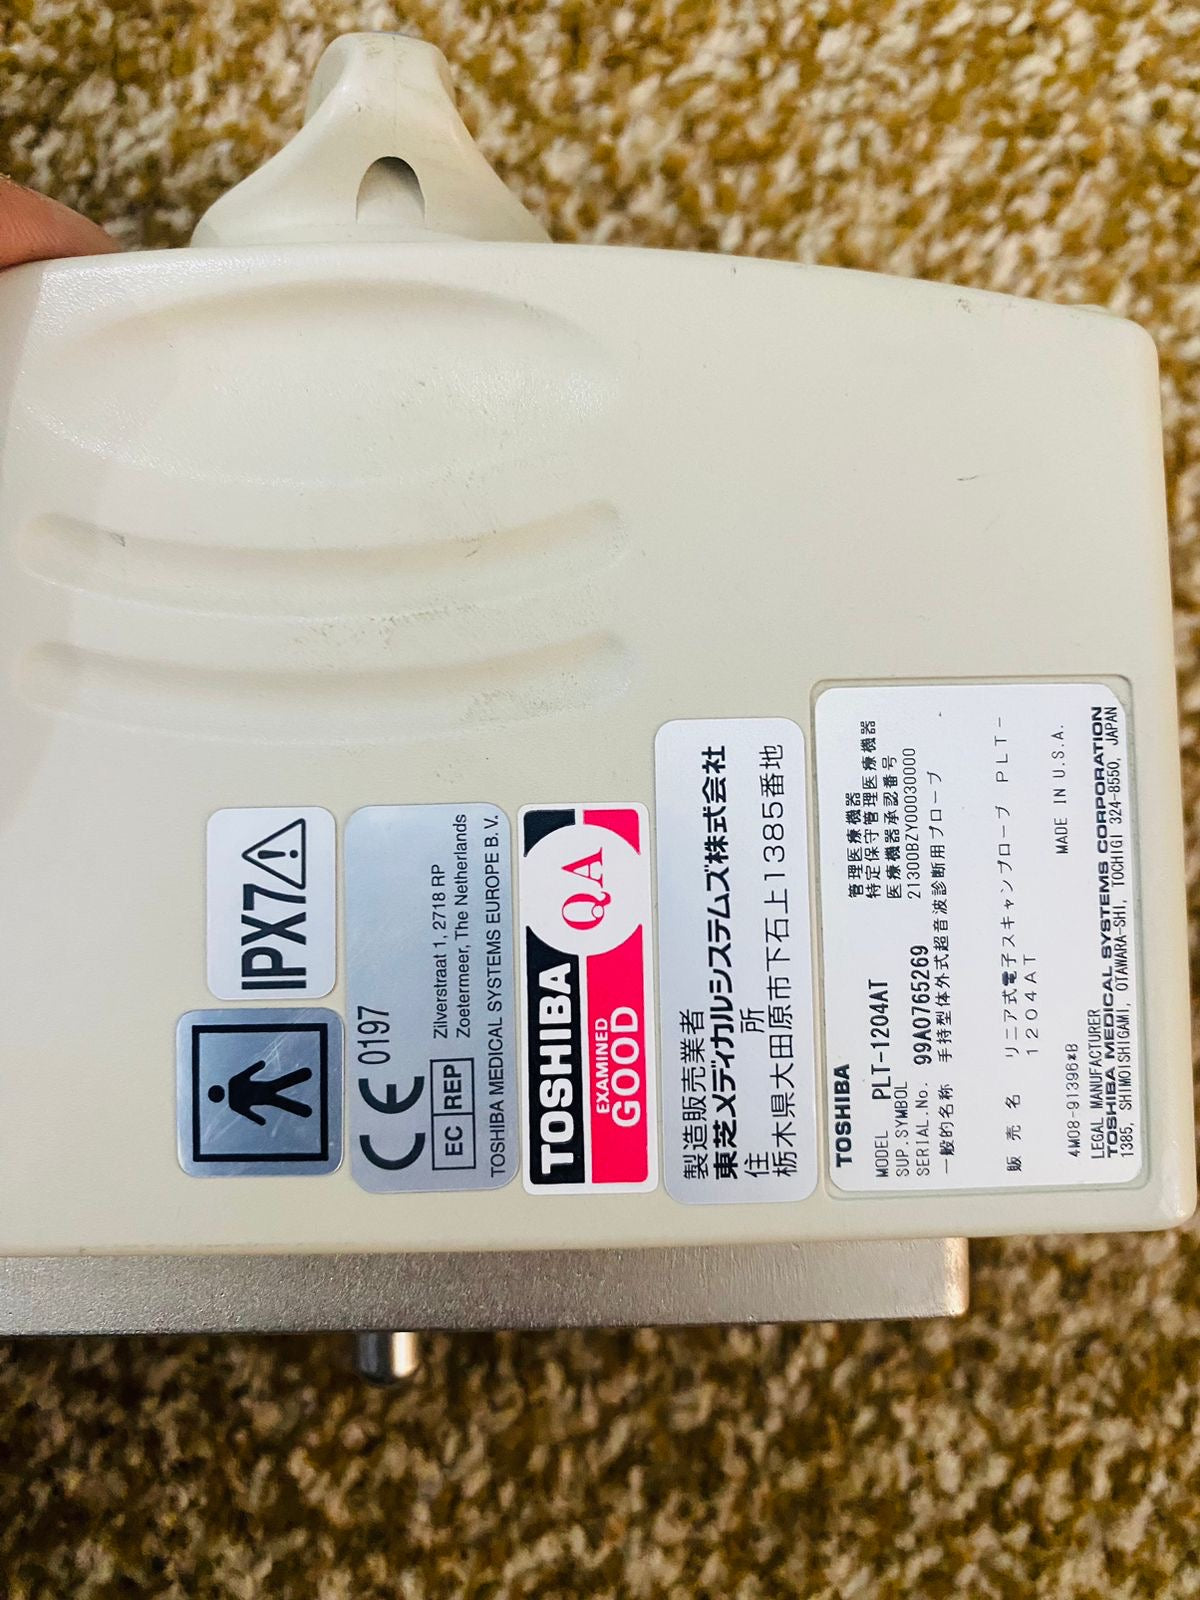 IPX7
CE 0197
EC REP
Zilverstraat 1, 2718 RP
Zoetermeer, The Netherlands
TOSHIBA MEDICAL SYSTEMS EUROPE B.V.
TOSHIBA
QA
EXAMINED
GOOD
製造販売業者
東芝メディカルシステムズ株式会社
住 所
栃木県大田原市下石上1385番地
TOSHIBA
管理医療機器
特定保守管理医療機器
医療機器承認番号
21300BZY00030000
MODEL PLT-1204AT
SUP.SYMBOL
SERIAL.No. 99A0765269
一般的名称 手持型体外式超音波診断用プローブ
販 売 名 リニア式電子スキャンプローブ PLT-
1204AT
MADE IN U.S.A.
4M08-91396*B
LEGAL MANUFACTURER
TOSHIBA MEDICAL SYSTEMS CORPORATION
1385, SHIMOISHIGAMI, OTAWARA-SHI, TOCHIGI 324-8550, JAPAN